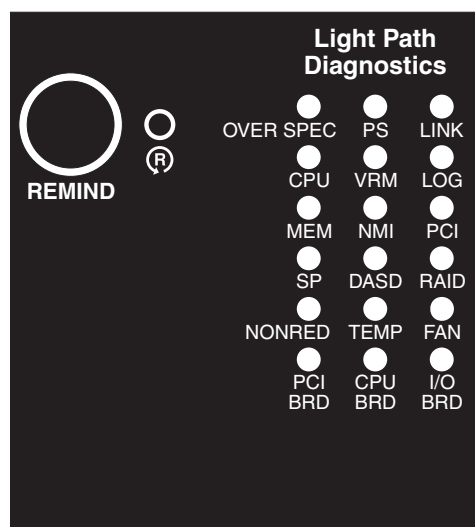 Light Path
Diagnostics
OVER SPEC PS LINK
R
REMIND
CPU VRM LOG
MEM NMI PCI
SP DASD RAID
NONRED TEMP FAN
PCI CPU I/O
BRD BRD BRD